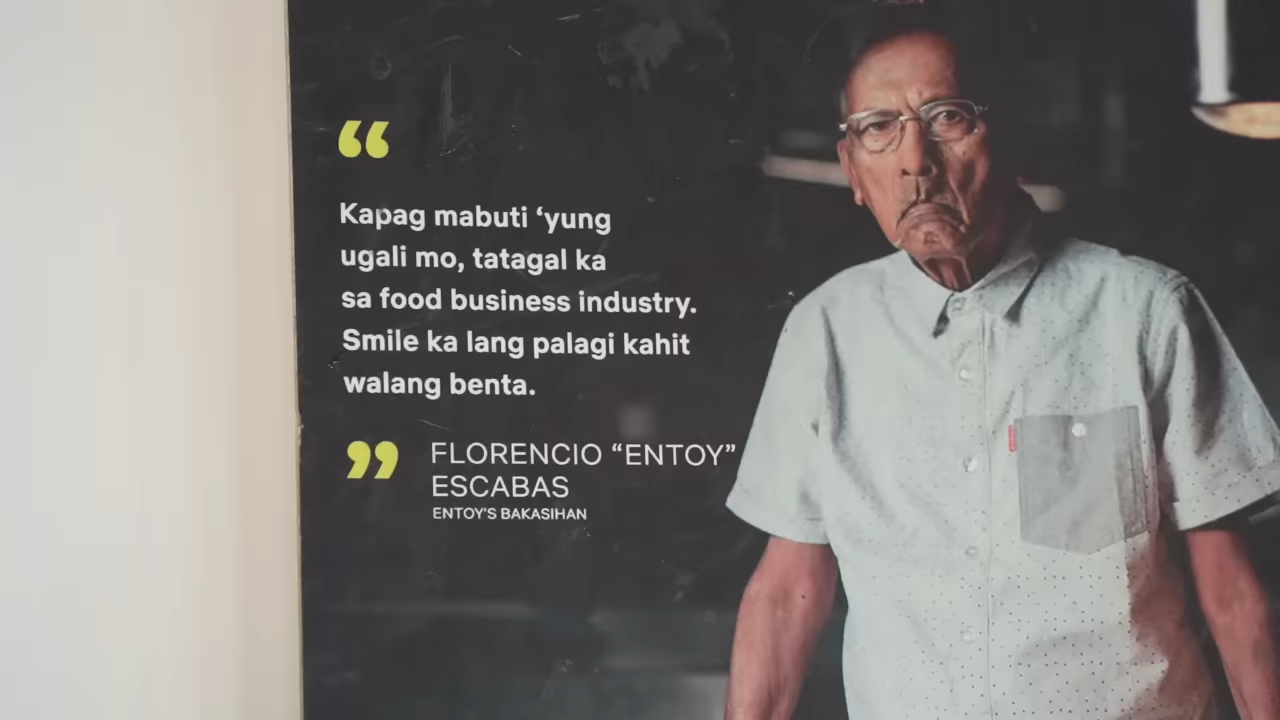 “
Kapag mabuti ‘yung
ugali mo, tatagal ka
sa food business industry.
Smile ka lang palagi kahit
walang benta.
”
FLORENCIO “ENTOY”
ESCABAS
ENTOY'S BAKASIHAN